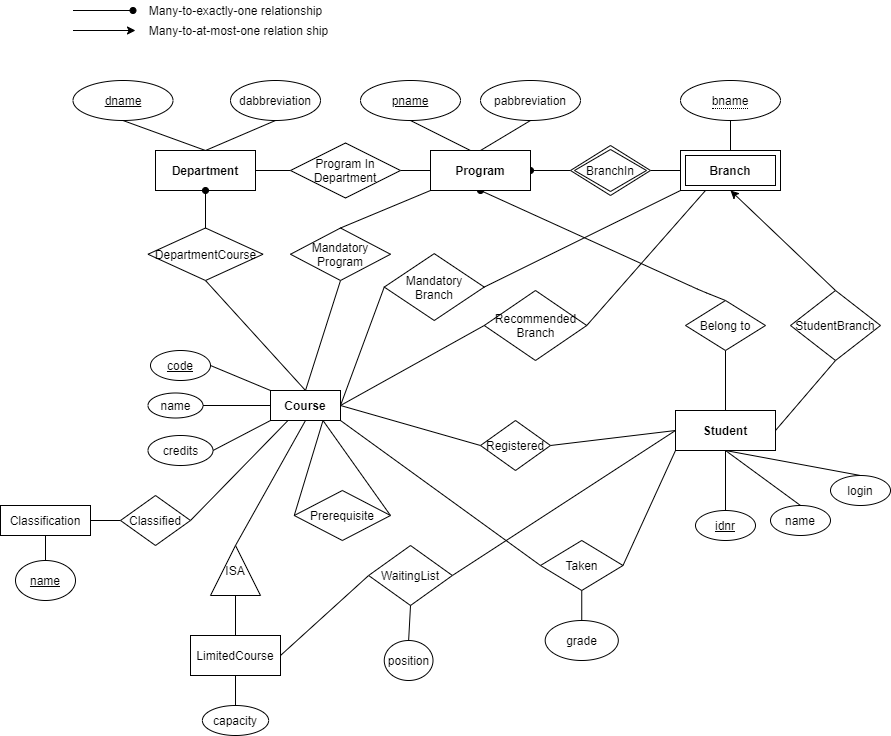 Many-to-exactly-one relationship
Many-to-at-most-one relation ship
dname
dabbreviation
pname
pabbreviation
bname
Department
Program In
Department
Program
BranchIn
Branch
DepartmentCourse
Mandatory
Program
Mandatory
Branch
Recommended
Branch
Belong to
StudentBranch
code
name
credits
Course
Registered
Student
Classification
Classified
Prerequisite
idnr
name
login
name
ISA
WaitingList
Taken
LimitedCourse
position
grade
capacity